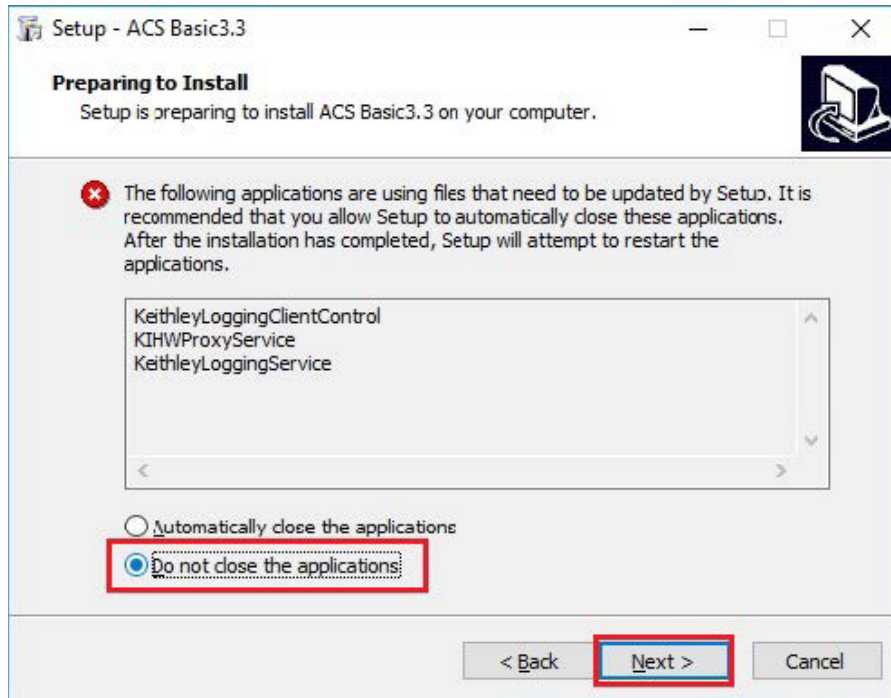 Setup - ACS Basic3.3
Preparing to Install
Setup is preparing to install ACS Basic3.3 on your computer.
The following applications are using files that need to be updated by Setup. It is
recommended that you allow Setup to automatically close these applications.
After the installation has completed, Setup will attempt to restart the
applications.
KeithleyLoggingClientControl
KIHWProxyService
KeithleyLoggingService
Automatically close the applications
Do not close the applications
< Back
Next >
Cancel